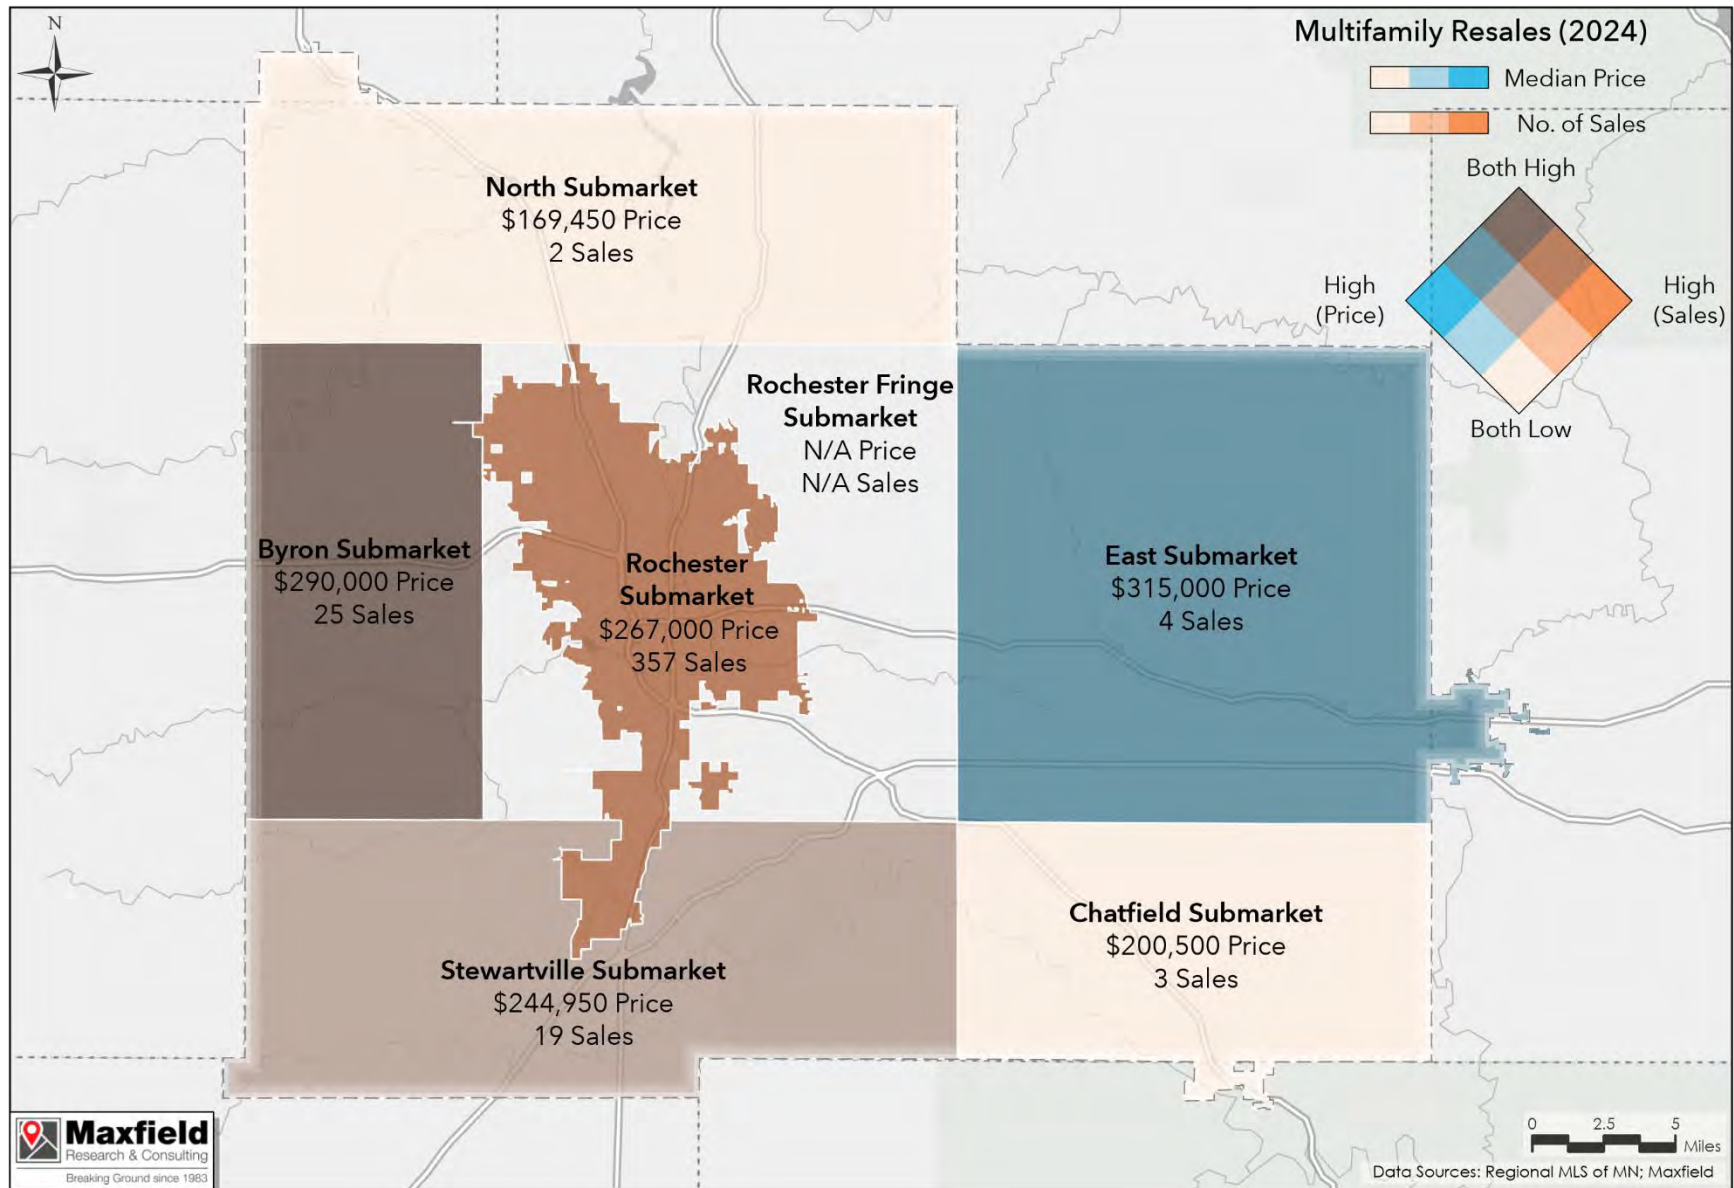 N
Multifamily Resales (2024)
Median Price
No. of Sales
Both High
High
(Price)
High
(Sales)
Both Low
North Submarket
$169,450 Price
2 Sales
Rochester Fringe
Submarket
N/A Price
N/A Sales
Byron Submarket
$290,000 Price
25 Sales
Rochester
Submarket
$267,000 Price
357 Sales
East Submarket
$315,000 Price
4 Sales
Chatfield Submarket
$200,500 Price
3 Sales
Stewartville Submarket
$244,950 Price
19 Sales
Maxfield
Research & Consulting
Breaking Ground since 1983
0 2.5 5
Miles
Data Sources: Regional MLS of MN; Maxfield